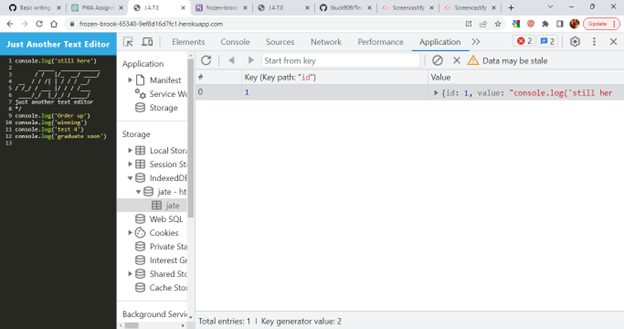 Basic writing
PWA Assignm
J.A.T.E
frozen-brook
J.A.T.E
Screencastify
Screencastify
frozen-brook-65340-9ef8d16d7fc1.herokuapp.com
Update
Just Another Text Editor
Elements
Console
Sources
Network
Performance
Application
2
2
1 console.log('still here')
2
3
4
5
6
7 just another text editor
8 */
9 console.log('Order up')
10 console.log('winning')
11 console.log('test 4')
12 console.log('graduate soon')
13
Application
Manifest
Service Wo
Storage
Storage
Local Stora
Session Sto
IndexedDB
jate - ht
jate
Web SQL
Cookies
Private Sta
Interest Gr
Shared Sto
Cache Stor
Background Service
Start from key
Data may be stale
# Key (Key path: "id") Value
0 1 {id: 1, value: "console.log('still her
Total entries: 1 | Key generator value: 2